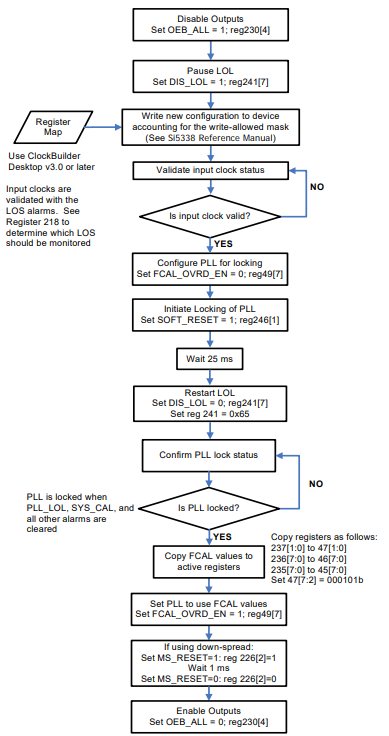 Disable Outputs
Set OEB_ALL = 1; reg230[4]
Pause LOL
Set DIS_LOL = 1; reg241[7]
Register
Map
Write new configuration to device
accounting for the write-allowed mask
(See Si5338 Reference Manual)
Use ClockBuilder
Desktop v3.0 or later
Validate input clock status
NO
Input clocks are
validated with the
LOS alarms.  See
Register 218 to
determine which LOS
should be monitored
Is input clock valid?
YES
Configure PLL for locking
Set FCAL_OVRD_EN = 0; reg49[7]
Initiate Locking of PLL
Set SOFT_RESET = 1; reg246[1]
Wait 25 ms
Restart LOL
Set DIS_LOL = 0; reg241[7]
Set reg 241 = 0x65
Confirm PLL lock status
NO
PLL is locked when
PLL_LOL, SYS_CAL, and
all other alarms are
cleared
Is PLL locked?
YES
Copy FCAL values to
active registers
Copy registers as follows:
237[1:0] to 47[1:0]
236[7:0] to 46[7:0]
235[7:0] to 45[7:0]
Set 47[7:2] = 000101b
Set PLL to use FCAL values
Set FCAL_OVRD_EN = 1; reg49[7]
If using down-spread:
Set MS_RESET=1: reg 226[2]=1
Wait 1 ms
Set MS_RESET=0: reg 226[2]=0
Enable Outputs
Set OEB_ALL = 0; reg230[4]